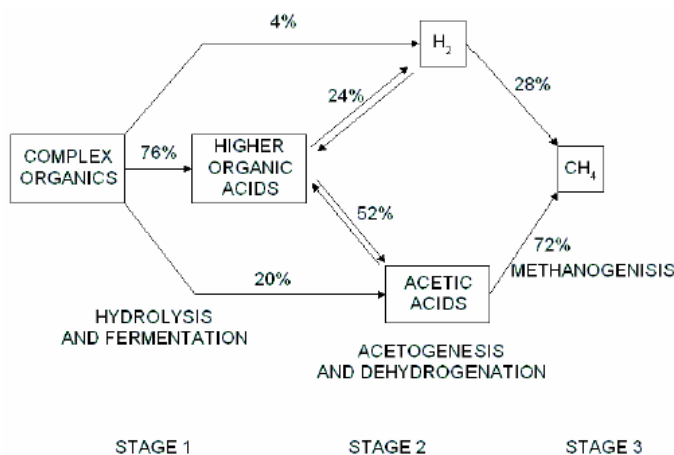 4%
H2
24%
28%
COMPLEX
ORGANICS
76%
HIGHER
ORGANIC
ACIDS
CH4
52%
72%
METHANOGENISIS
20%
ACETIC
ACIDS
HYDROLYSIS
AND FERMENTATION
ACETOGENESIS
AND DEHYDROGENATION
STAGE 1
STAGE 2
STAGE 3